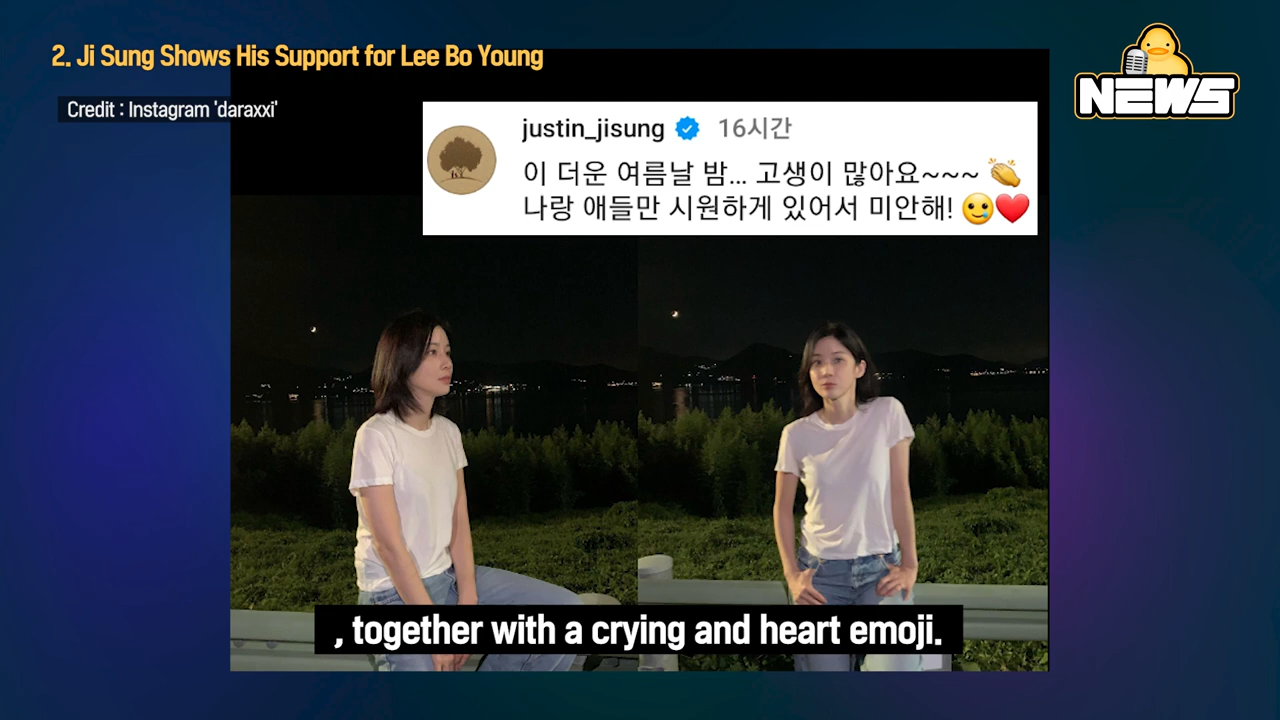 2. Ji Sung Shows His Support for Lee Bo Young
Credit : Instagram 'daraxxi'
NEWS
justin_jisung 16시간
이 더운 여름날 밤... 고생이 많아요~~~ 👏
나랑 애들만 시원하게 있어서 미안해! 🥲❤️
, together with a crying and heart emoji.